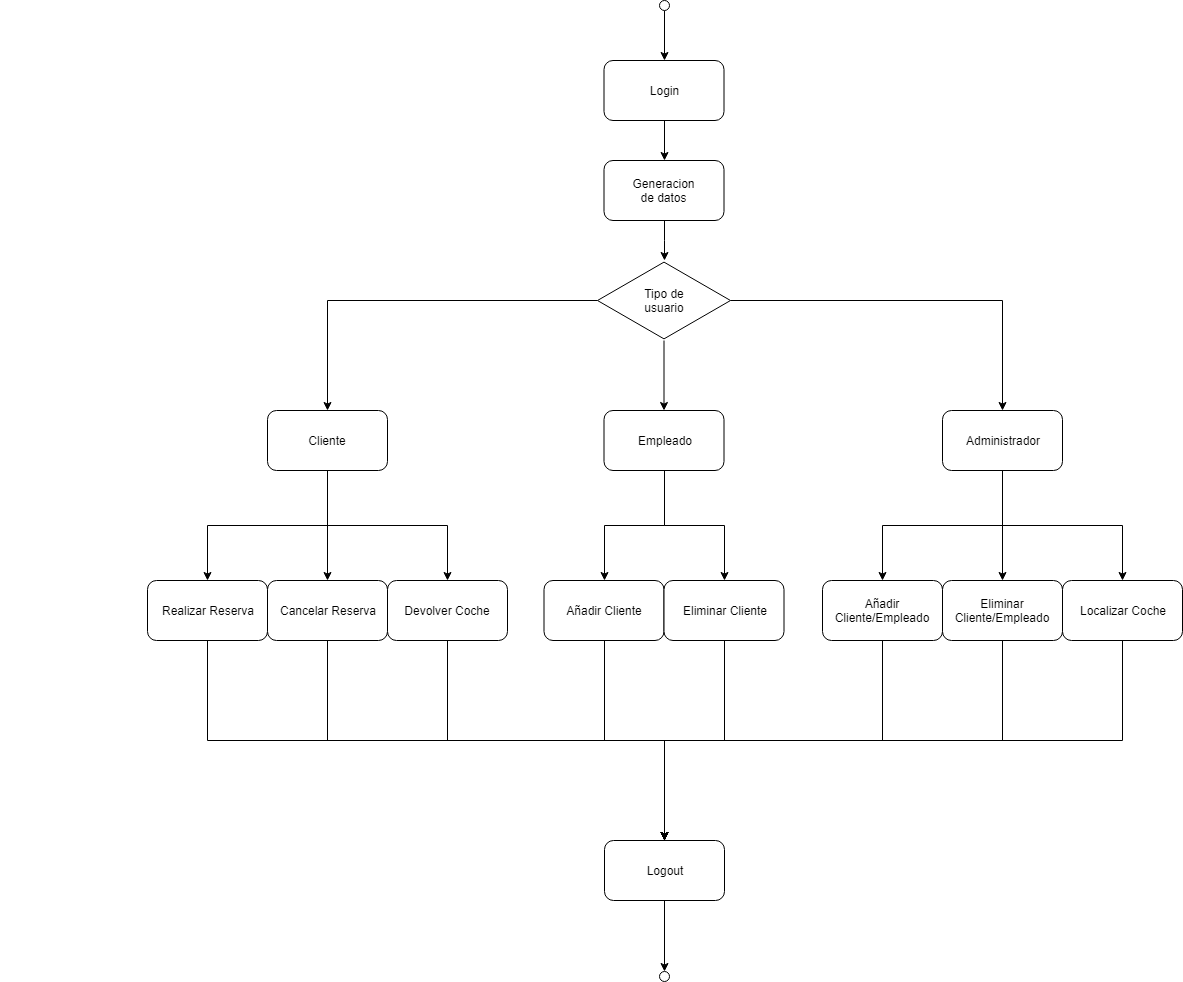 Login
Generacion
de datos
Tipo de
usuario
Cliente
Empleado
Administrador
Realizar Reserva
Cancelar Reserva
Devolver Coche
Añadir Cliente
Eliminar Cliente
Añadir
Cliente/Empleado
Eliminar
Cliente/Empleado
Localizar Coche
Logout